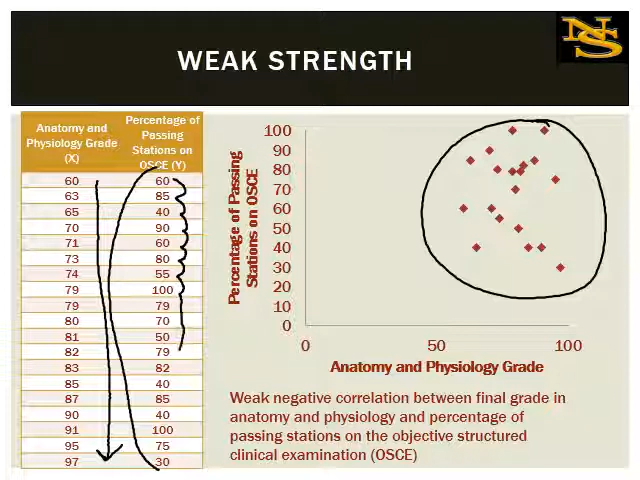 WEAK STRENGTH
NS
Anatomy and
Physiology Grade
(X)
Percentage of
Passing
Stations on
OSCE (Y)
60 60
63 85
65 40
70 90
71 60
73 80
74 55
79 100
79 79
80 70
81 50
82 79
83 82
85 40
87 85
90 40
91 100
95 75
97 30
Percentage of Passing
Stations on OSCE
100
90
80
70
60
50
40
30
20
10
0
0 50 100
Anatomy and Physiology Grade
Weak negative correlation between final grade in
anatomy and physiology and percentage of
passing stations on the objective structured
clinical examination (OSCE)